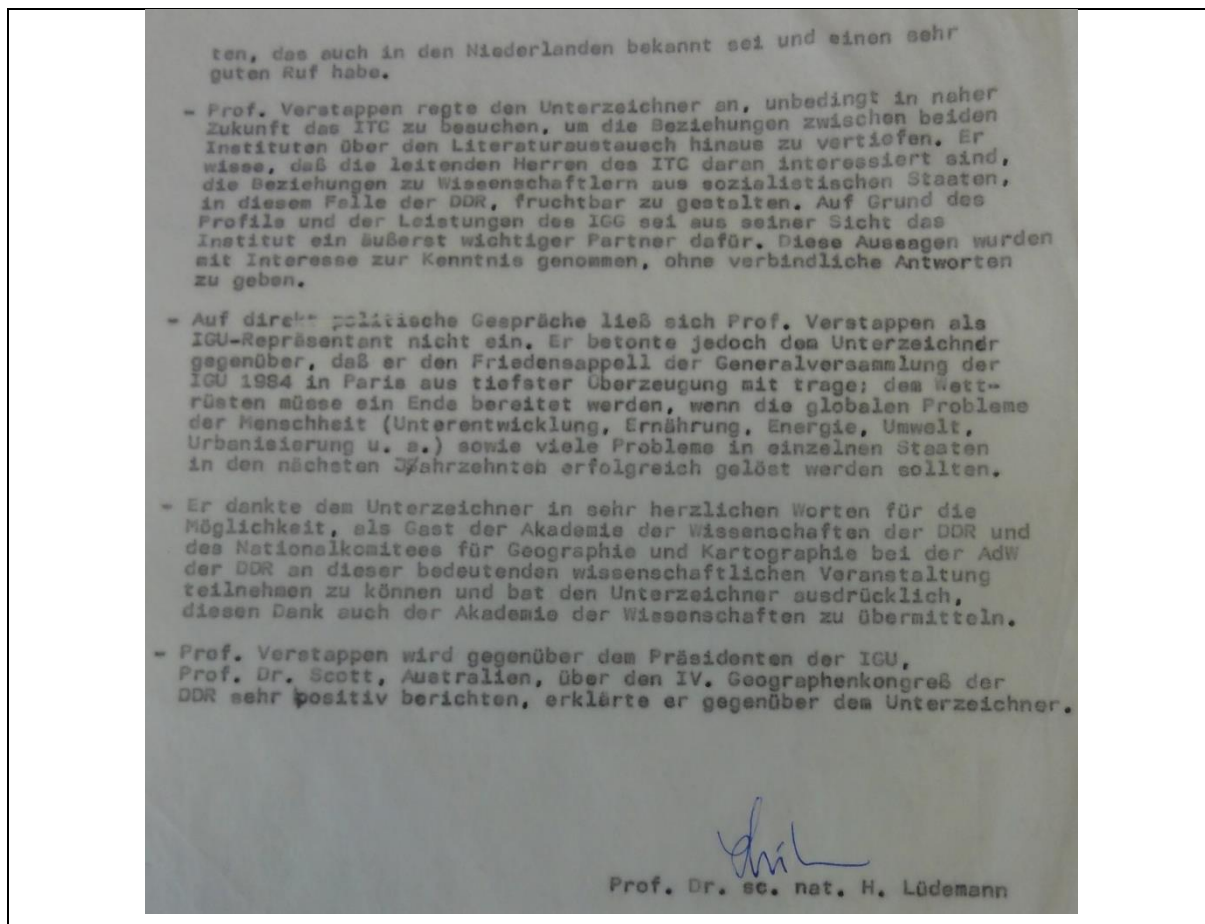 ten, das auch in den Niederlanden bekannt sei und einen sehr
guten Ruf habe.
- Prof. Verstappen regte den Unterzeichner an, unbedingt in naher
Zukunft das ITC zu besuchen, um die Beziehungen zwischen beiden
Instituten über den Literaturaustausch hinaus zu vertiefen. Er
wisse, daß die leitenden Herren des ITC daran interessiert sind,
die Beziehungen zu Wissenschaftlern aus sozialistischen Staaten,
in diesem Falle der DDR, fruchtbar zu gestalten. Auf Grund des
Profils und der Leistungen des IGG sei aus seiner Sicht das
Institut ein äußerst wichtiger Partner dafür. Diese Aussagen wurden
mit Interesse zur Kenntnis genommen, ohne verbindliche Antworten
zu geben.
- Auf direkt politische Gespräche ließ sich Prof. Verstappen als
IGU-Repräsentant nicht ein. Er betonte jedoch dem Unterzeichner
gegenüber, daß er den Friedensappell der Generalversammlung der
IGU 1984 in Paris aus tiefster Überzeugung mit trage; dem Wett-
rüsten müsse ein Ende bereitet werden, wenn die globalen Probleme
der Menschheit (Unterentwicklung, Ernährung, Energie, Umwelt,
Urbanisierung u. a.) sowie viele Probleme in einzelnen Staaten
in den nächsten Jahrzehnten erfolgreich gelöst werden sollten.
- Er dankte dem Unterzeichner in sehr herzlichen Worten für die
Möglichkeit, als Gast der Akademie der Wissenschaften der DDR und
des Nationalkomitees für Geographie und Kartographie bei der AdW
der DDR an dieser bedeutenden wissenschaftlichen Veranstaltung
teilnehmen zu können und bat den Unterzeichner ausdrücklich,
diesen Dank auch der Akademie der Wissenschaften zu übermitteln.
- Prof. Verstappen wird gegenüber dem Präsidenten der IGU,
Prof. Dr. Scott, Australien, über den IV. Geographenkongreß der
DDR sehr positiv berichten, erklärte er gegenüber dem Unterzeichner.
Prof. Dr. sc. nat. H. Lüdemann